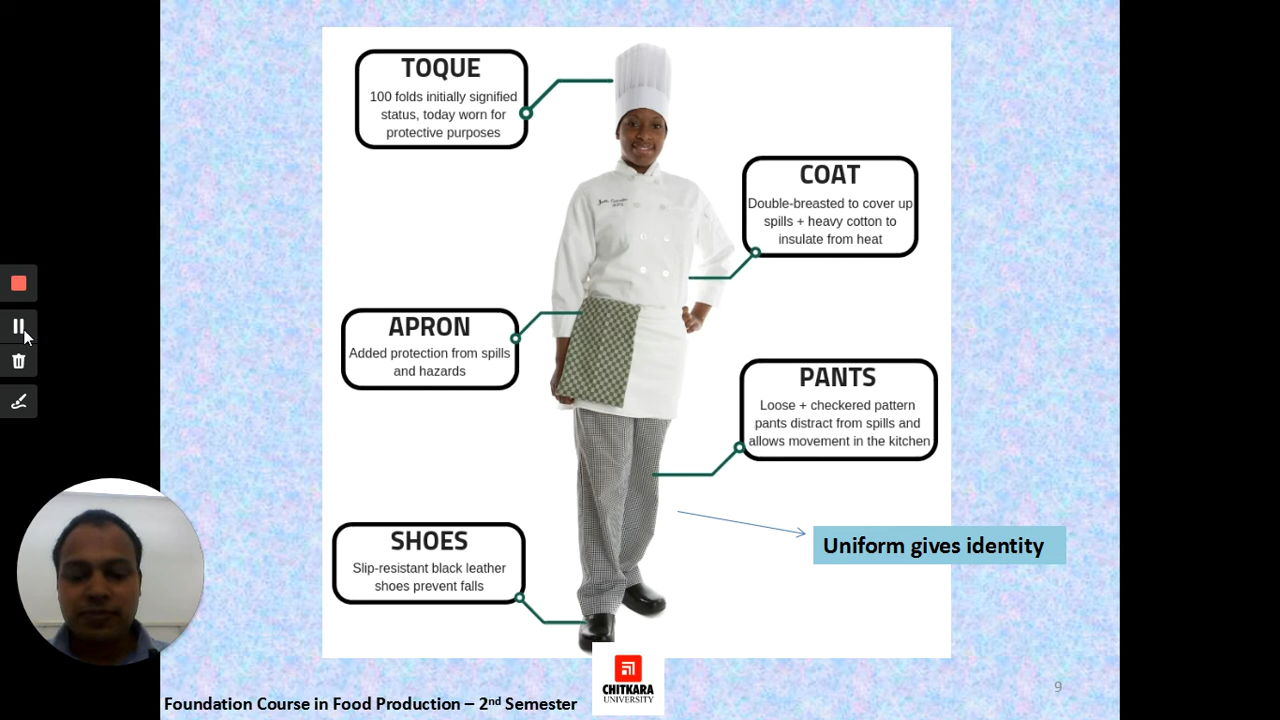 TOQUE
100 folds initially signified
status, today worn for
protective purposes
COAT
Double-breasted to cover up
spills + heavy cotton to
insulate from heat
APRON
Added protection from spills
and hazards
PANTS
Loose + checkered pattern
pants distract from spills and
allows movement in the kitchen
SHOES
Slip-resistant black leather
shoes prevent falls
Uniform gives identity
CHITKARA
UNIVERSITY
9
Foundation Course in Food Production – 2nd Semester